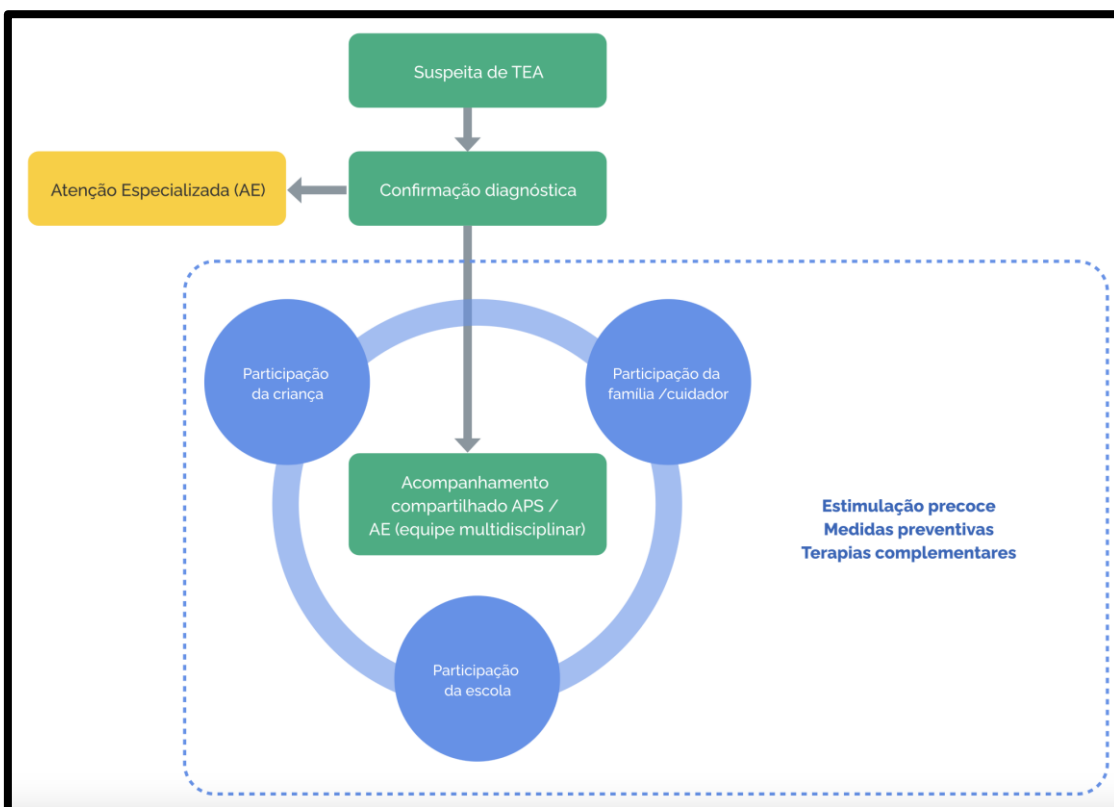 Suspeita de TEA
Atenção Especializada (AE)
Confirmação diagnóstica
Participação
da criança
Participação da
família /cuidador
Acompanhamento
compartilhado APS /
AE (equipe multidisciplinar)
Estimulação precoce
Medidas preventivas
Terapias complementares
Participação
da escola